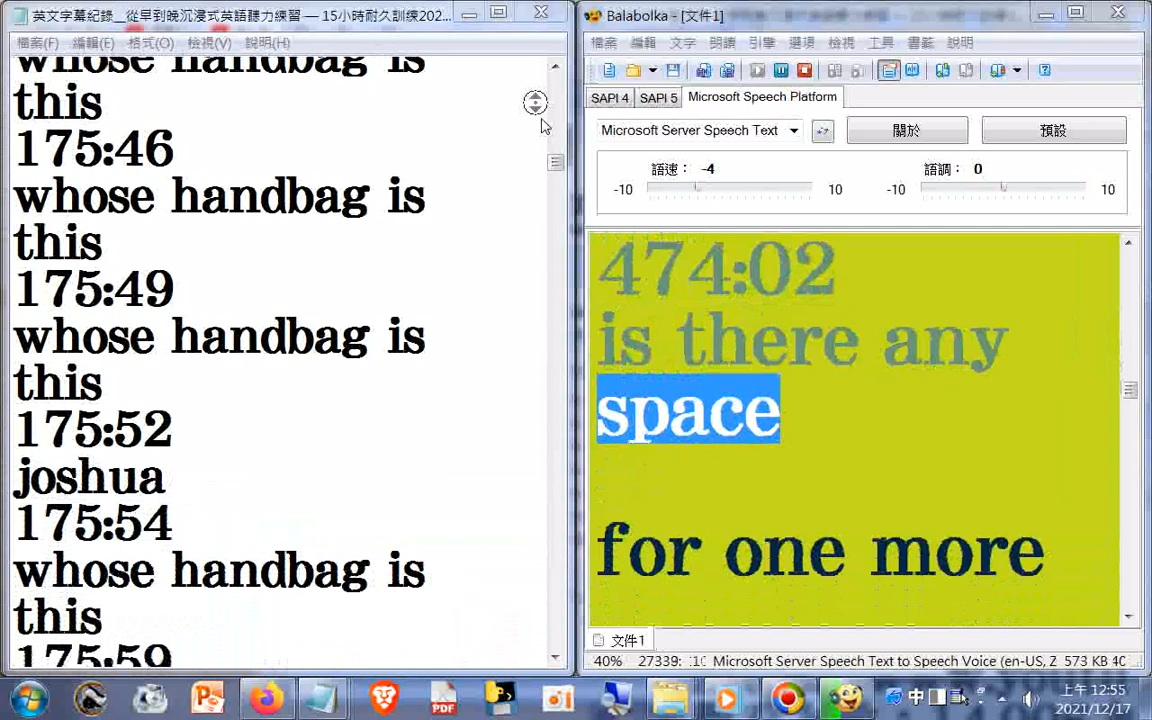 英文字幕紀錄__從早到晚沉浸式英語聽力練習 — 15小時耐久訓練202...
檔案(F) 編輯(E) 格式(O) 檢視(V) 說明(H)
whose handbag is
this
175:46
whose handbag is
this
175:49
whose handbag is
this
175:52
joshua
175:54
whose handbag is
this
175:59
Balabolka - [文件1]
檔案 編輯 文字 朗讀 引擎 選項 檢視 工具 書籤 說明
SAPI 4 SAPI 5 Microsoft Speech Platform
Microsoft Server Speech Text 關於 預設
語速： -4 語調： 0
-10 10 -10 10
474:02
is there any
space
for one more
文件1
40% 27339: Microsoft Server Speech Text to Speech Voice (en-US, Z 573 KB
PDF 中 上午 12:55
2021/12/17